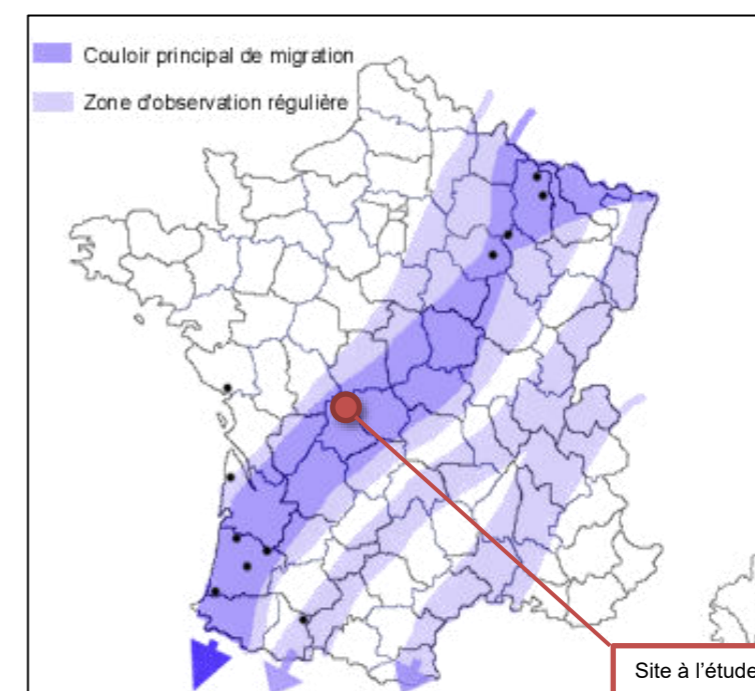 Couloir principal de migration
Zone d'observation régulière
Site à l'étude